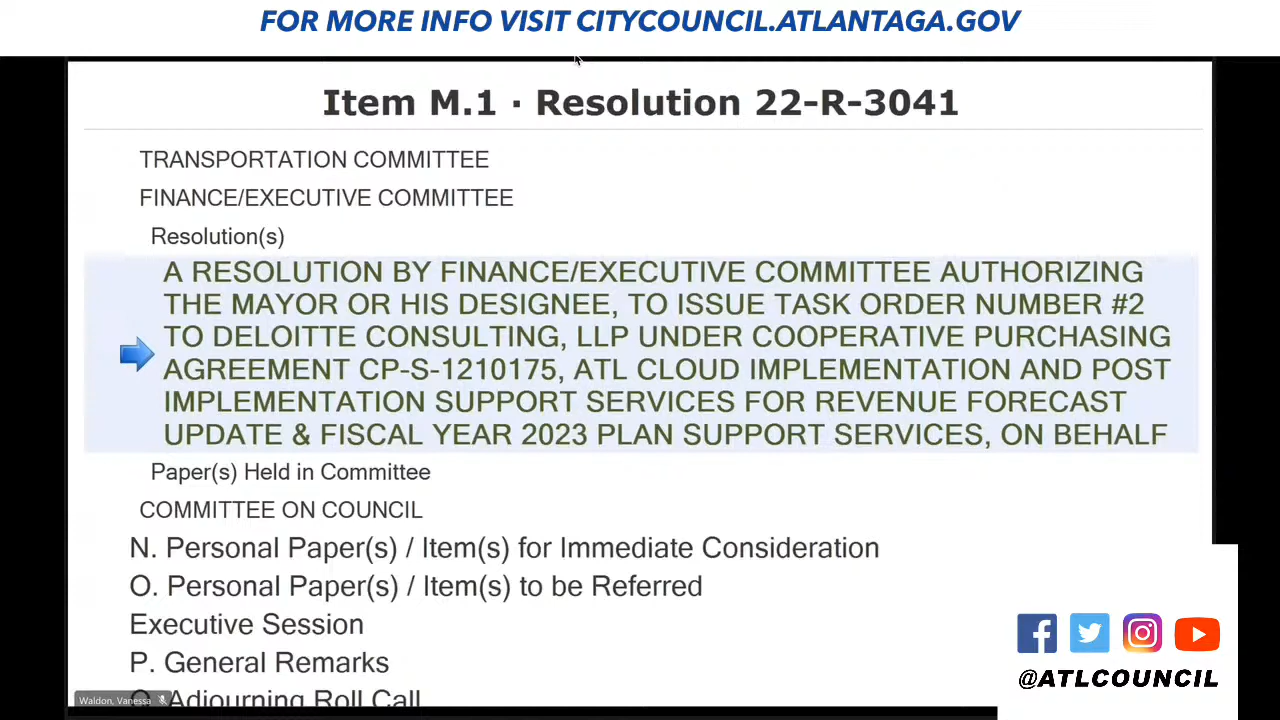 FOR MORE INFO VISIT CITYCOUNCIL.ATLANTAGA.GOV
Item M.1 · Resolution 22-R-3041
TRANSPORTATION COMMITTEE
FINANCE/EXECUTIVE COMMITTEE
Resolution(s)
A RESOLUTION BY FINANCE/EXECUTIVE COMMITTEE AUTHORIZING
THE MAYOR OR HIS DESIGNEE, TO ISSUE TASK ORDER NUMBER #2
TO DELOITTE CONSULTING, LLP UNDER COOPERATIVE PURCHASING
AGREEMENT CP-S-1210175, ATL CLOUD IMPLEMENTATION AND POST
IMPLEMENTATION SUPPORT SERVICES FOR REVENUE FORECAST
UPDATE & FISCAL YEAR 2023 PLAN SUPPORT SERVICES, ON BEHALF
Paper(s) Held in Committee
COMMITTEE ON COUNCIL
N. Personal Paper(s) / Item(s) for Immediate Consideration
O. Personal Paper(s) / Item(s) to be Referred
Executive Session
P. General Remarks
Q. Adjourning Roll Call
Waldon, Vanessa
@ATLCOUNCIL